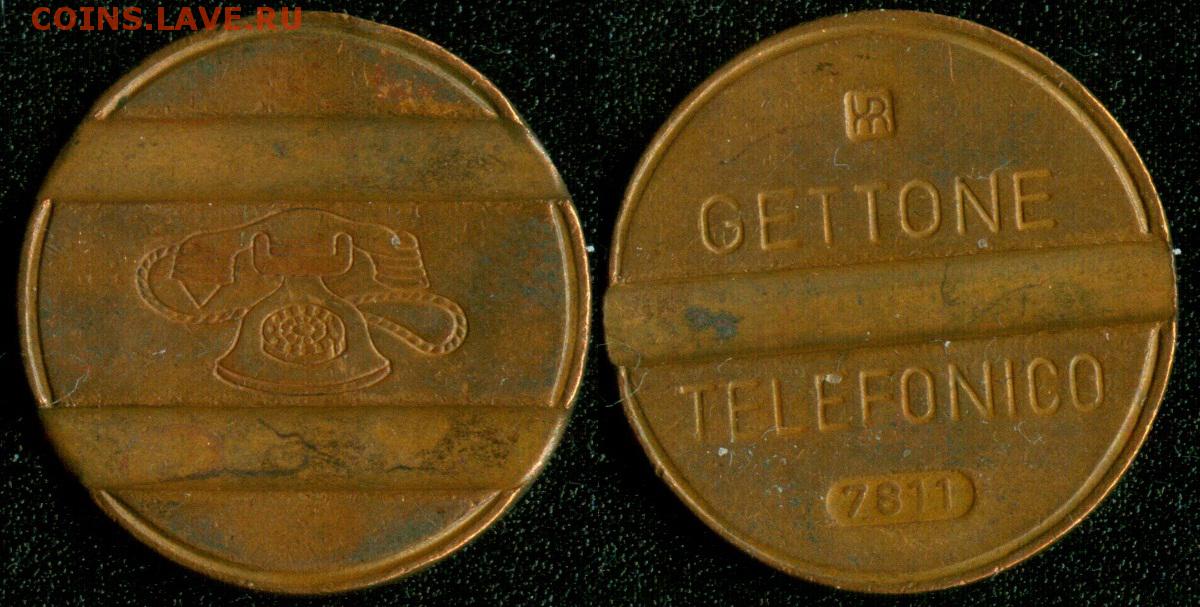 COINS.LAVE.RU
GETTONE
TELEFONICO
7811